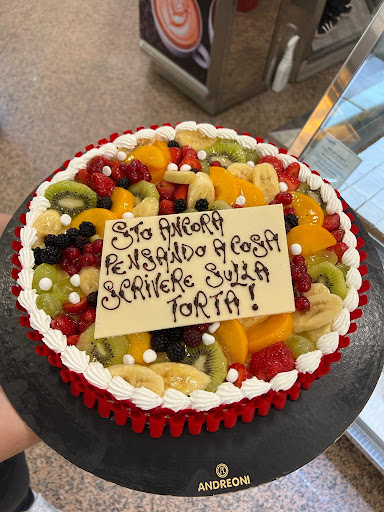 STO ANCORA
PENSANDO A COSA
SCRIVERE SULLA
TORTA!
ANDREONI